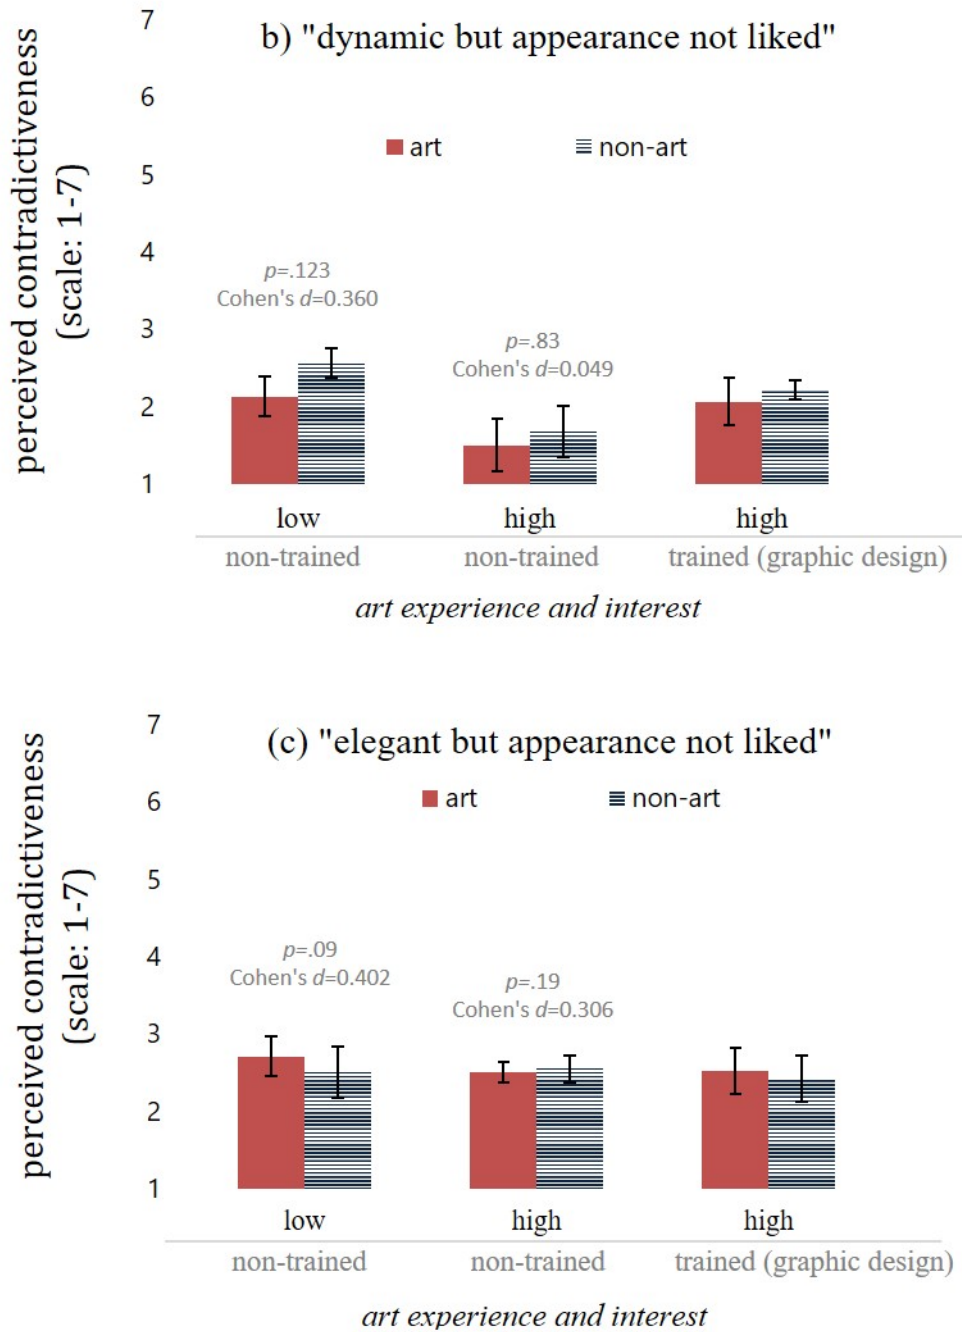 b) "dynamic but appearance not liked"
perceived contradictiveness
(scale: 1-7)
7
6
5
4
3
2
1
art
non-art
p=.123
Cohen's d=0.360
p=.83
Cohen's d=0.049
low
high
high
non-trained
non-trained
trained (graphic design)
art experience and interest
(c) "elegant but appearance not liked"
perceived contradictiveness
(scale: 1-7)
7
6
5
4
3
2
1
art
non-art
p=.09
Cohen's d=0.402
p=.19
Cohen's d=0.306
low
high
high
non-trained
non-trained
trained (graphic design)
art experience and interest